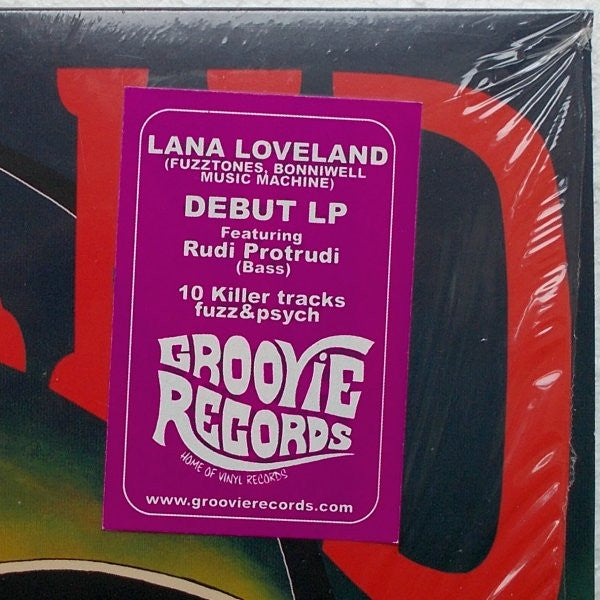 LANA LOVELAND
(FUZZTONES, BONNIWELL
MUSIC MACHINE)
DEBUT LP
Featuring
Rudi Protrudi
(Bass)
10 Killer tracks
fuzz&psych
GROOViE
RECORDS
HOME OF VINYL RECORDS
www.groovierecords.com